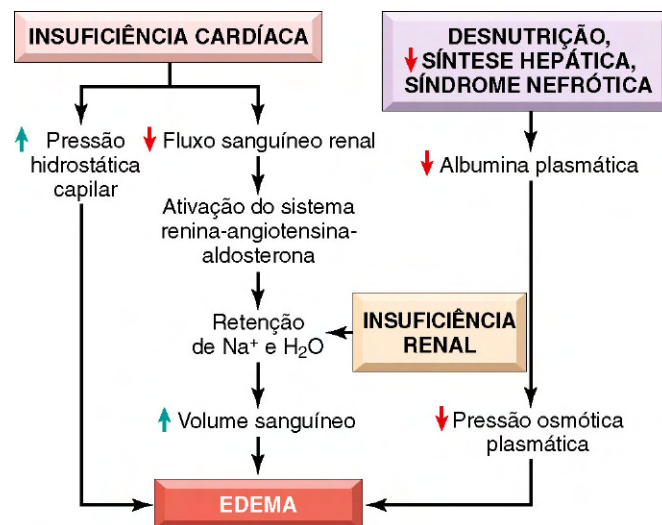 INSUFICIÊNCIA CARDÍACA
DESNUTRIÇÃO,
↓ SÍNTESE HEPÁTICA,
SÍNDROME NEFRÓTICA
↑ Pressão
hidrostática
capilar
↓ Fluxo sanguíneo renal
Ativação do sistema
renina-angiotensina-
aldosterona
Retenção
de Na⁺ e H₂O
INSUFICIÊNCIA
RENAL
↑ Volume sanguíneo
↓ Albumina plasmática
↓ Pressão osmótica
plasmática
EDEMA